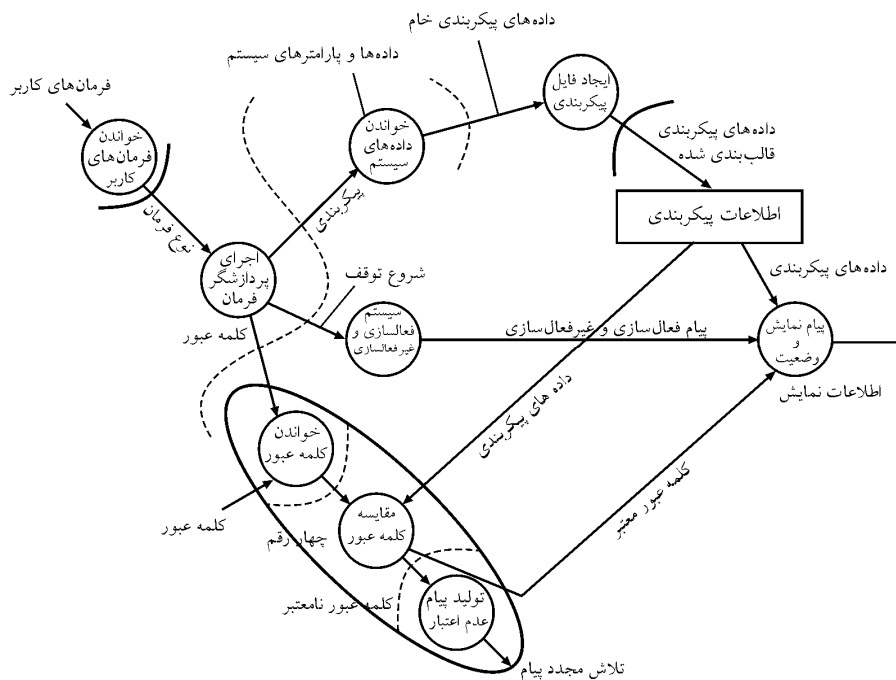 داده‌های پیکربندی خام
داده‌ها و پارامترهای سیستم
فرمان‌های کاربر
خواندن
فرمان‌های
کاربر
نوع فرمان
خواندن
داده‌های
سیستم
ایجاد فایل
پیکربندی
داده‌های پیکربندی
قالب‌بندی شده
اطلاعات پیکربندی
پیکربندی
اجرای
پردازشگر
فرمان
شروع توقف
داده‌های پیکربندی
کلمه عبور
سیستم
فعالسازی و
غیرفعالسازی
پیام فعال‌سازی و غیرفعال‌سازی
پیام نمایش
و
وضعیت
اطلاعات نمایش
داده های پیکربندی
خواندن
کلمه عبور
کلمه عبور
مقایسه
کلمه عبور
چهار رقم
کلمه عبور معتبر
کلمه عبور نامعتبر
تولید پیام
عدم اعتبار
تلاش مجدد پیام